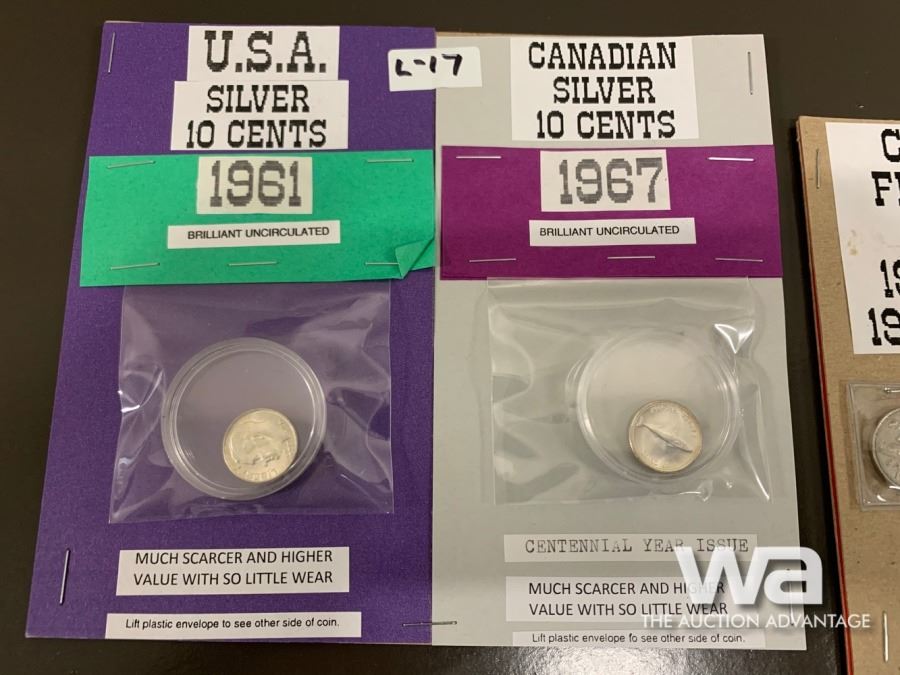 U.S.A.
SILVER
10 CENTS
1961
BRILLIANT UNCIRCULATED
MUCH SCARCER AND HIGHER
VALUE WITH SO LITTLE WEAR
Lift plastic envelope to see other side of coin.
L-17
CANADIAN
SILVER
10 CENTS
1967
BRILLIANT UNCIRCULATED
CENTENNIAL YEAR ISSUE
MUCH SCARCER AND HIGHER
VALUE WITH SO LITTLE WEAR
Lift plastic envelope to see other side of coin.
wa
THE AUCTION ADVANTAGE